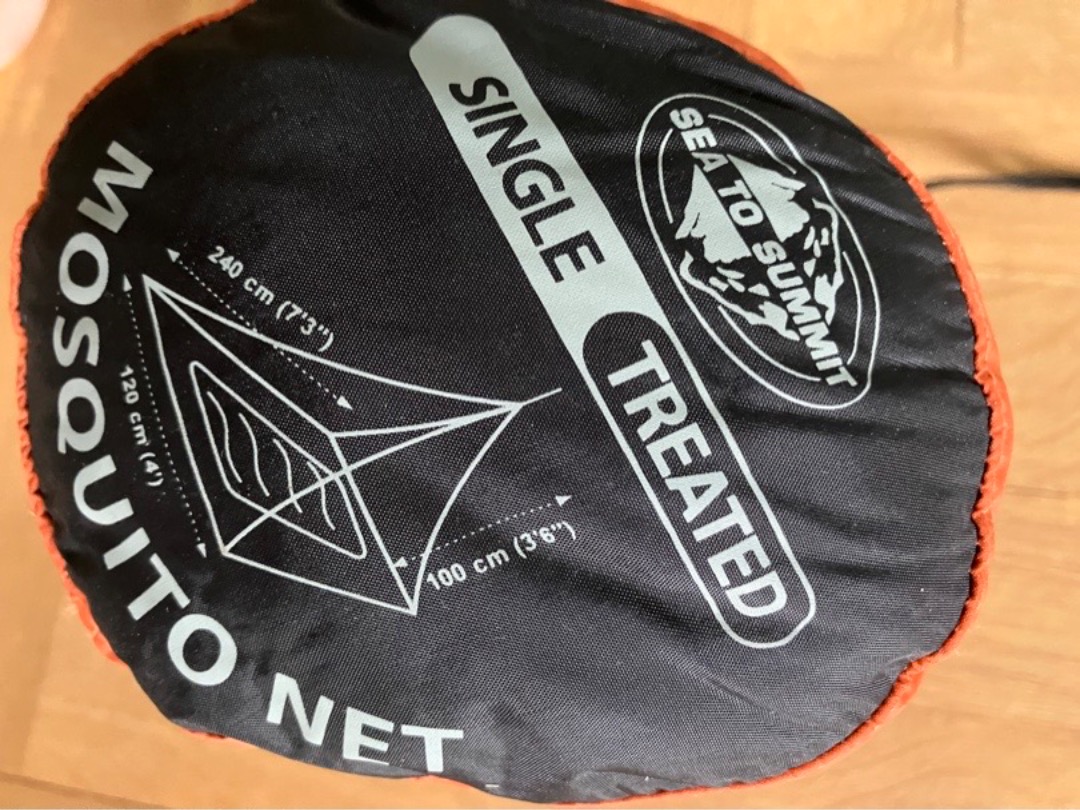 SEA TO SUMMIT
SINGLE TREATED
240 cm (7'3")
120 cm (4')
100 cm (3'6")
MOSQUITO NET